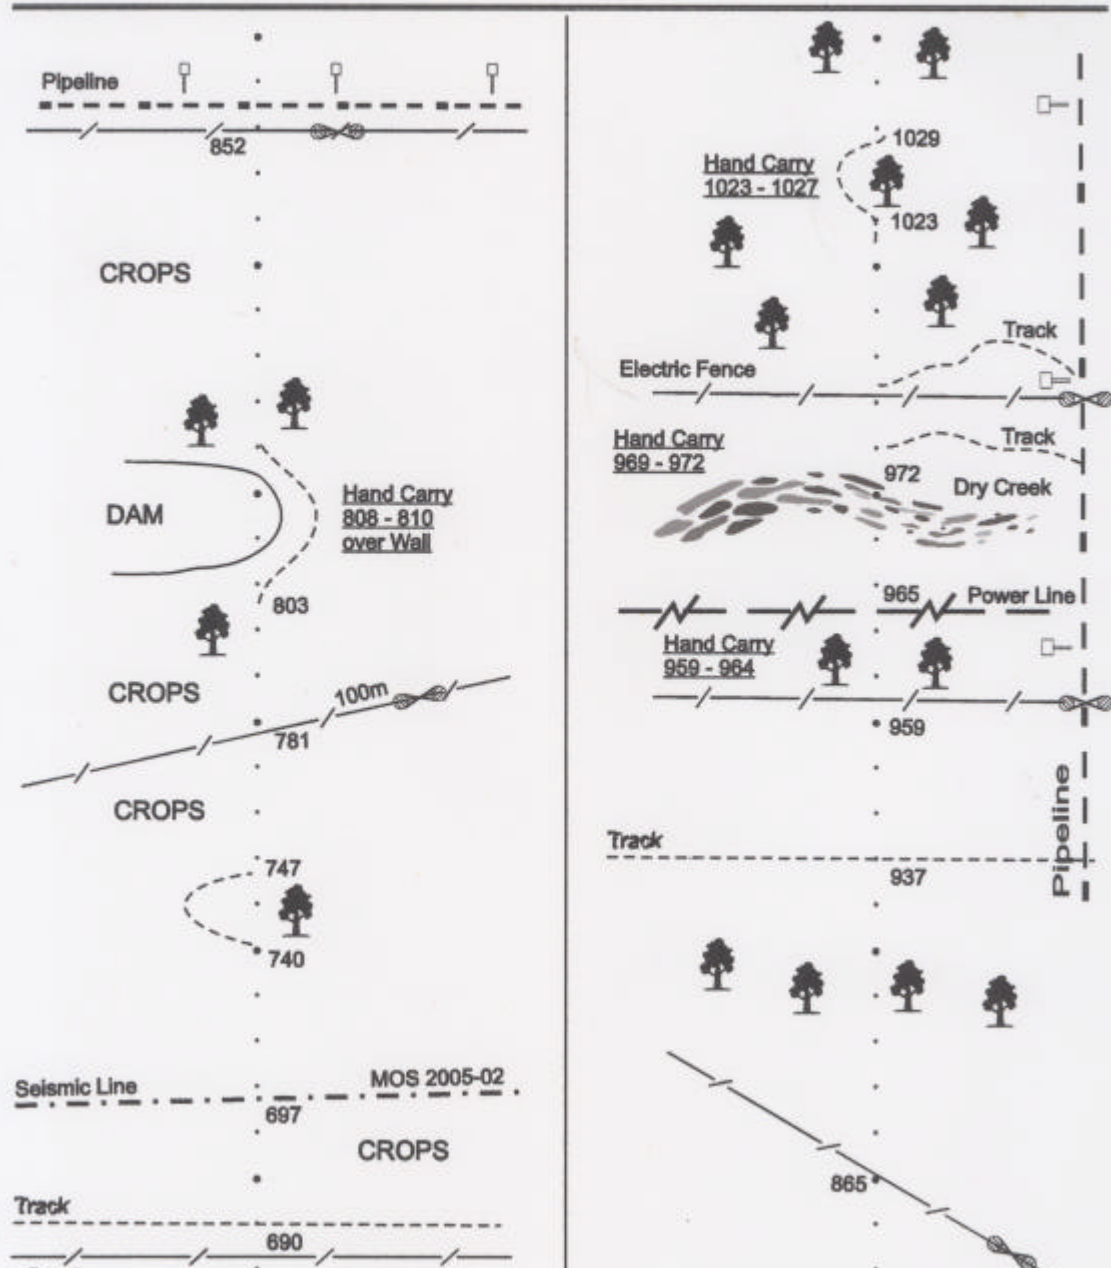 Pipeline
852
CROPS
DAM
Hand Carry
808 - 810
over Wall
803
CROPS
100m
781
CROPS
747
740
Seismic Line
MOS 2005-02
697
CROPS
Track
690
1029
Hand Carry
1023 - 1027
1023
Track
Electric Fence
Hand Carry
969 - 972
Track
972
Dry Creek
965
Power Line
Hand Carry
959 - 964
959
Pipeline
Track
937
865